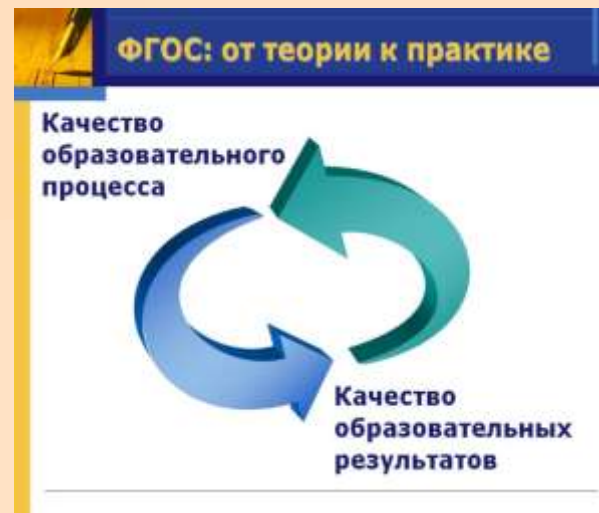 ФГОС: от теории к практике
Качество
образовательного
процесса
Качество
образовательных
результатов